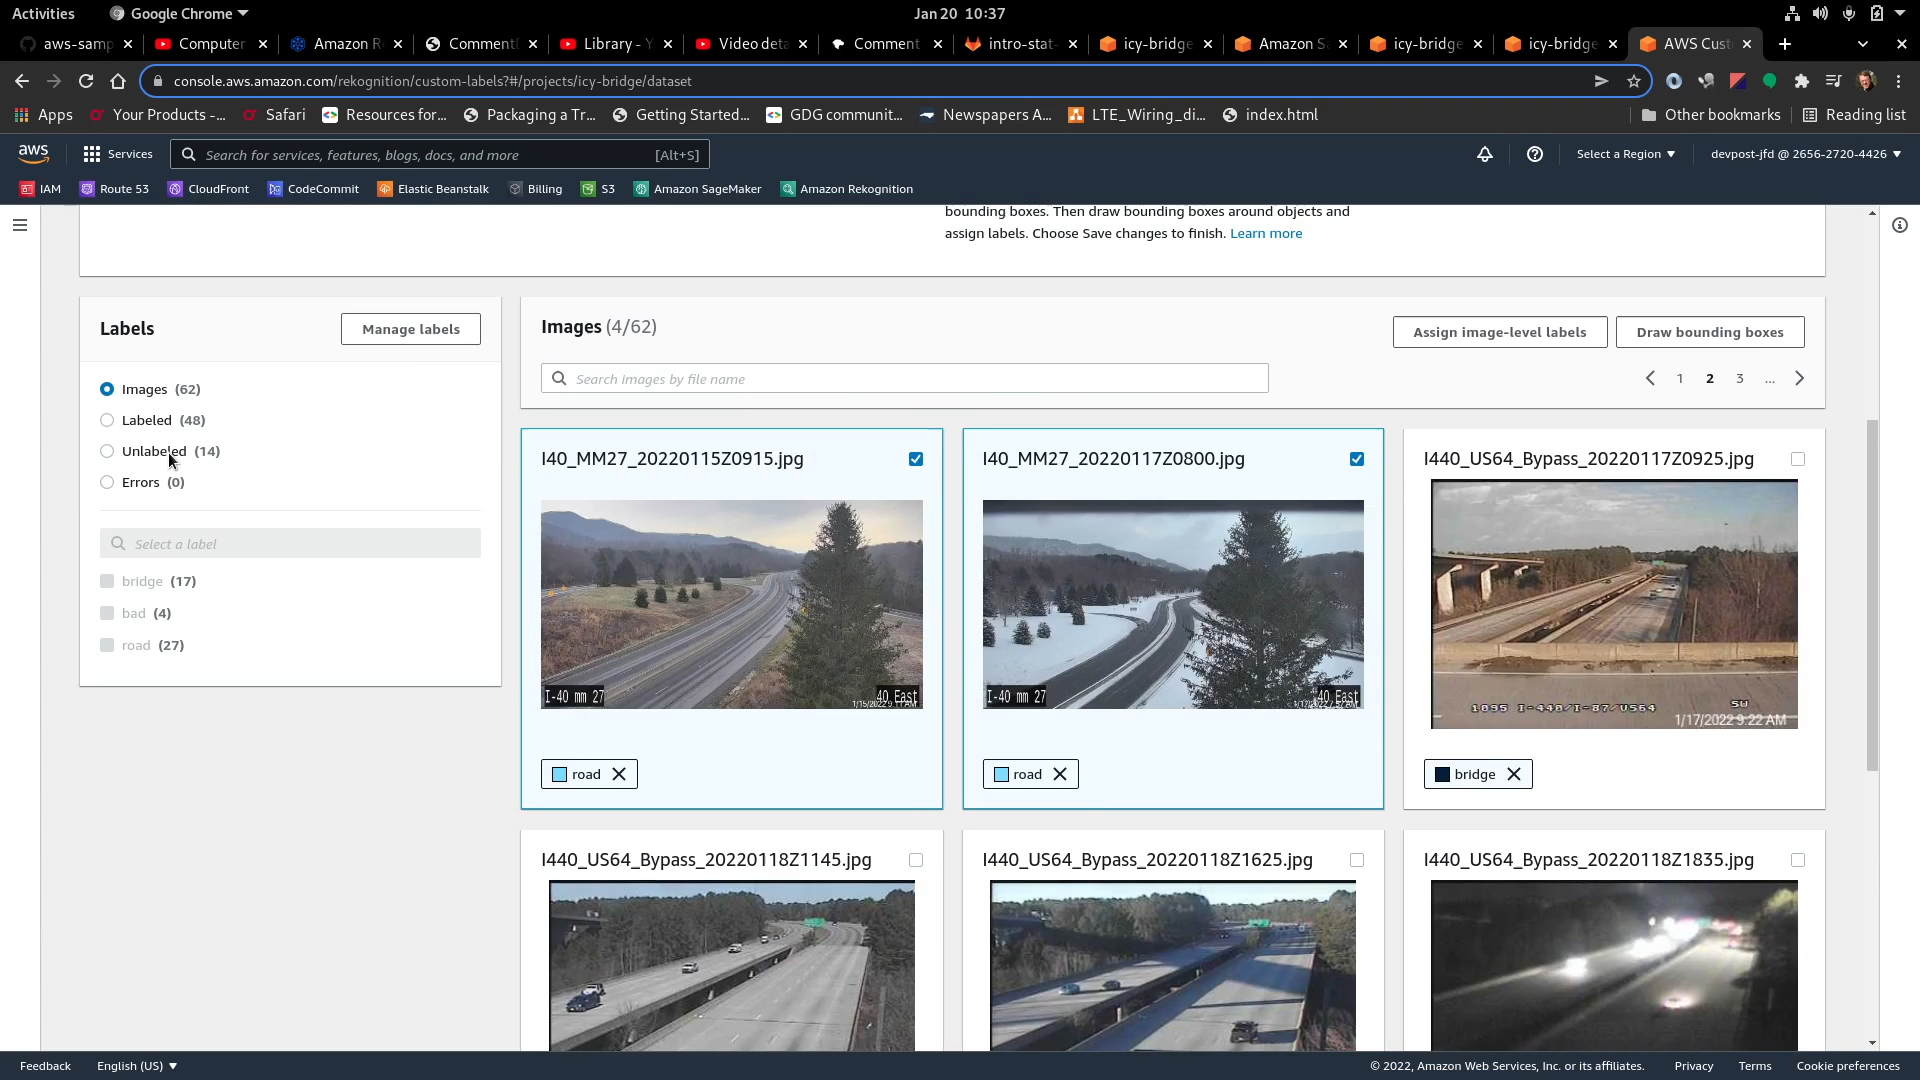 Activities Google Chrome Jan 20 10:37
aws-samp Computer Amazon R Comment Library - Y Video deta Comment intro-stat- icy-bridge Amazon S icy-bridge icy-bridge AWS Cust
console.aws.amazon.com/rekognition/custom-labels?#/projects/icy-bridge/dataset
Apps Your Products -... Safari Resources for... Packaging a Tr... Getting Started... GDG communit... Newspapers A... LTE_Wiring_di... index.html Other bookmarks Reading list
aws Services Search for services, features, blogs, docs, and more [Alt+S] Select a Region devpost-jfd @ 2656-2720-4426
IAM Route 53 CloudFront CodeCommit Elastic Beanstalk Billing S3 Amazon SageMaker Amazon Rekognition
bounding boxes. Then draw bounding boxes around objects and
assign labels. Choose Save changes to finish. Learn more
Labels Manage labels
Images (62)
Labeled (48)
Unlabeled (14)
Errors (0)
Select a label
bridge (17)
bad (4)
road (27)
Images (4/62) Assign image-level labels Draw bounding boxes
Search images by file name 1 2 3 ...
I40_MM27_20220115Z0915.jpg I40_MM27_20220117Z0800.jpg I440_US64_Bypass_20220117Z0925.jpg
I-40 mm 27 40 East
I-40 mm 27 40 East
1095 I-440/I-87/US64 SW
1/17/2022 9:22 AM
road road bridge
I440_US64_Bypass_20220118Z1145.jpg I440_US64_Bypass_20220118Z1625.jpg I440_US64_Bypass_20220118Z1835.jpg
Feedback English (US) © 2022, Amazon Web Services, Inc. or its affiliates. Privacy Terms Cookie preferences